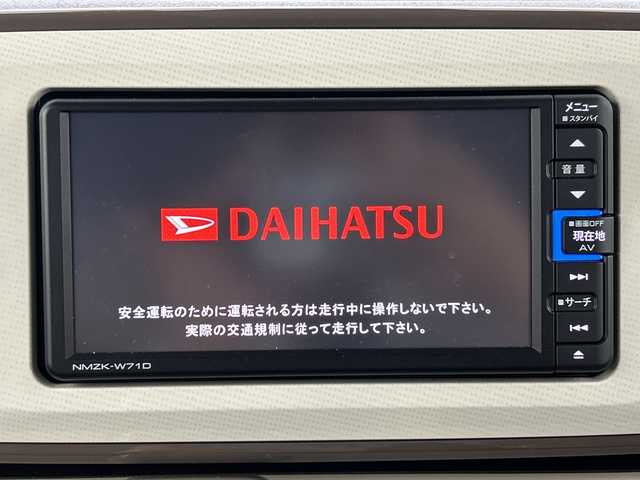 メニュー
スタンバイ
音量
画面OFF
現在地
AV
サーチ
DAIHATSU
安全運転のために運転される方は走行中に操作しないで下さい。
実際の交通規制に従って走行して下さい。
NMZK-W71D